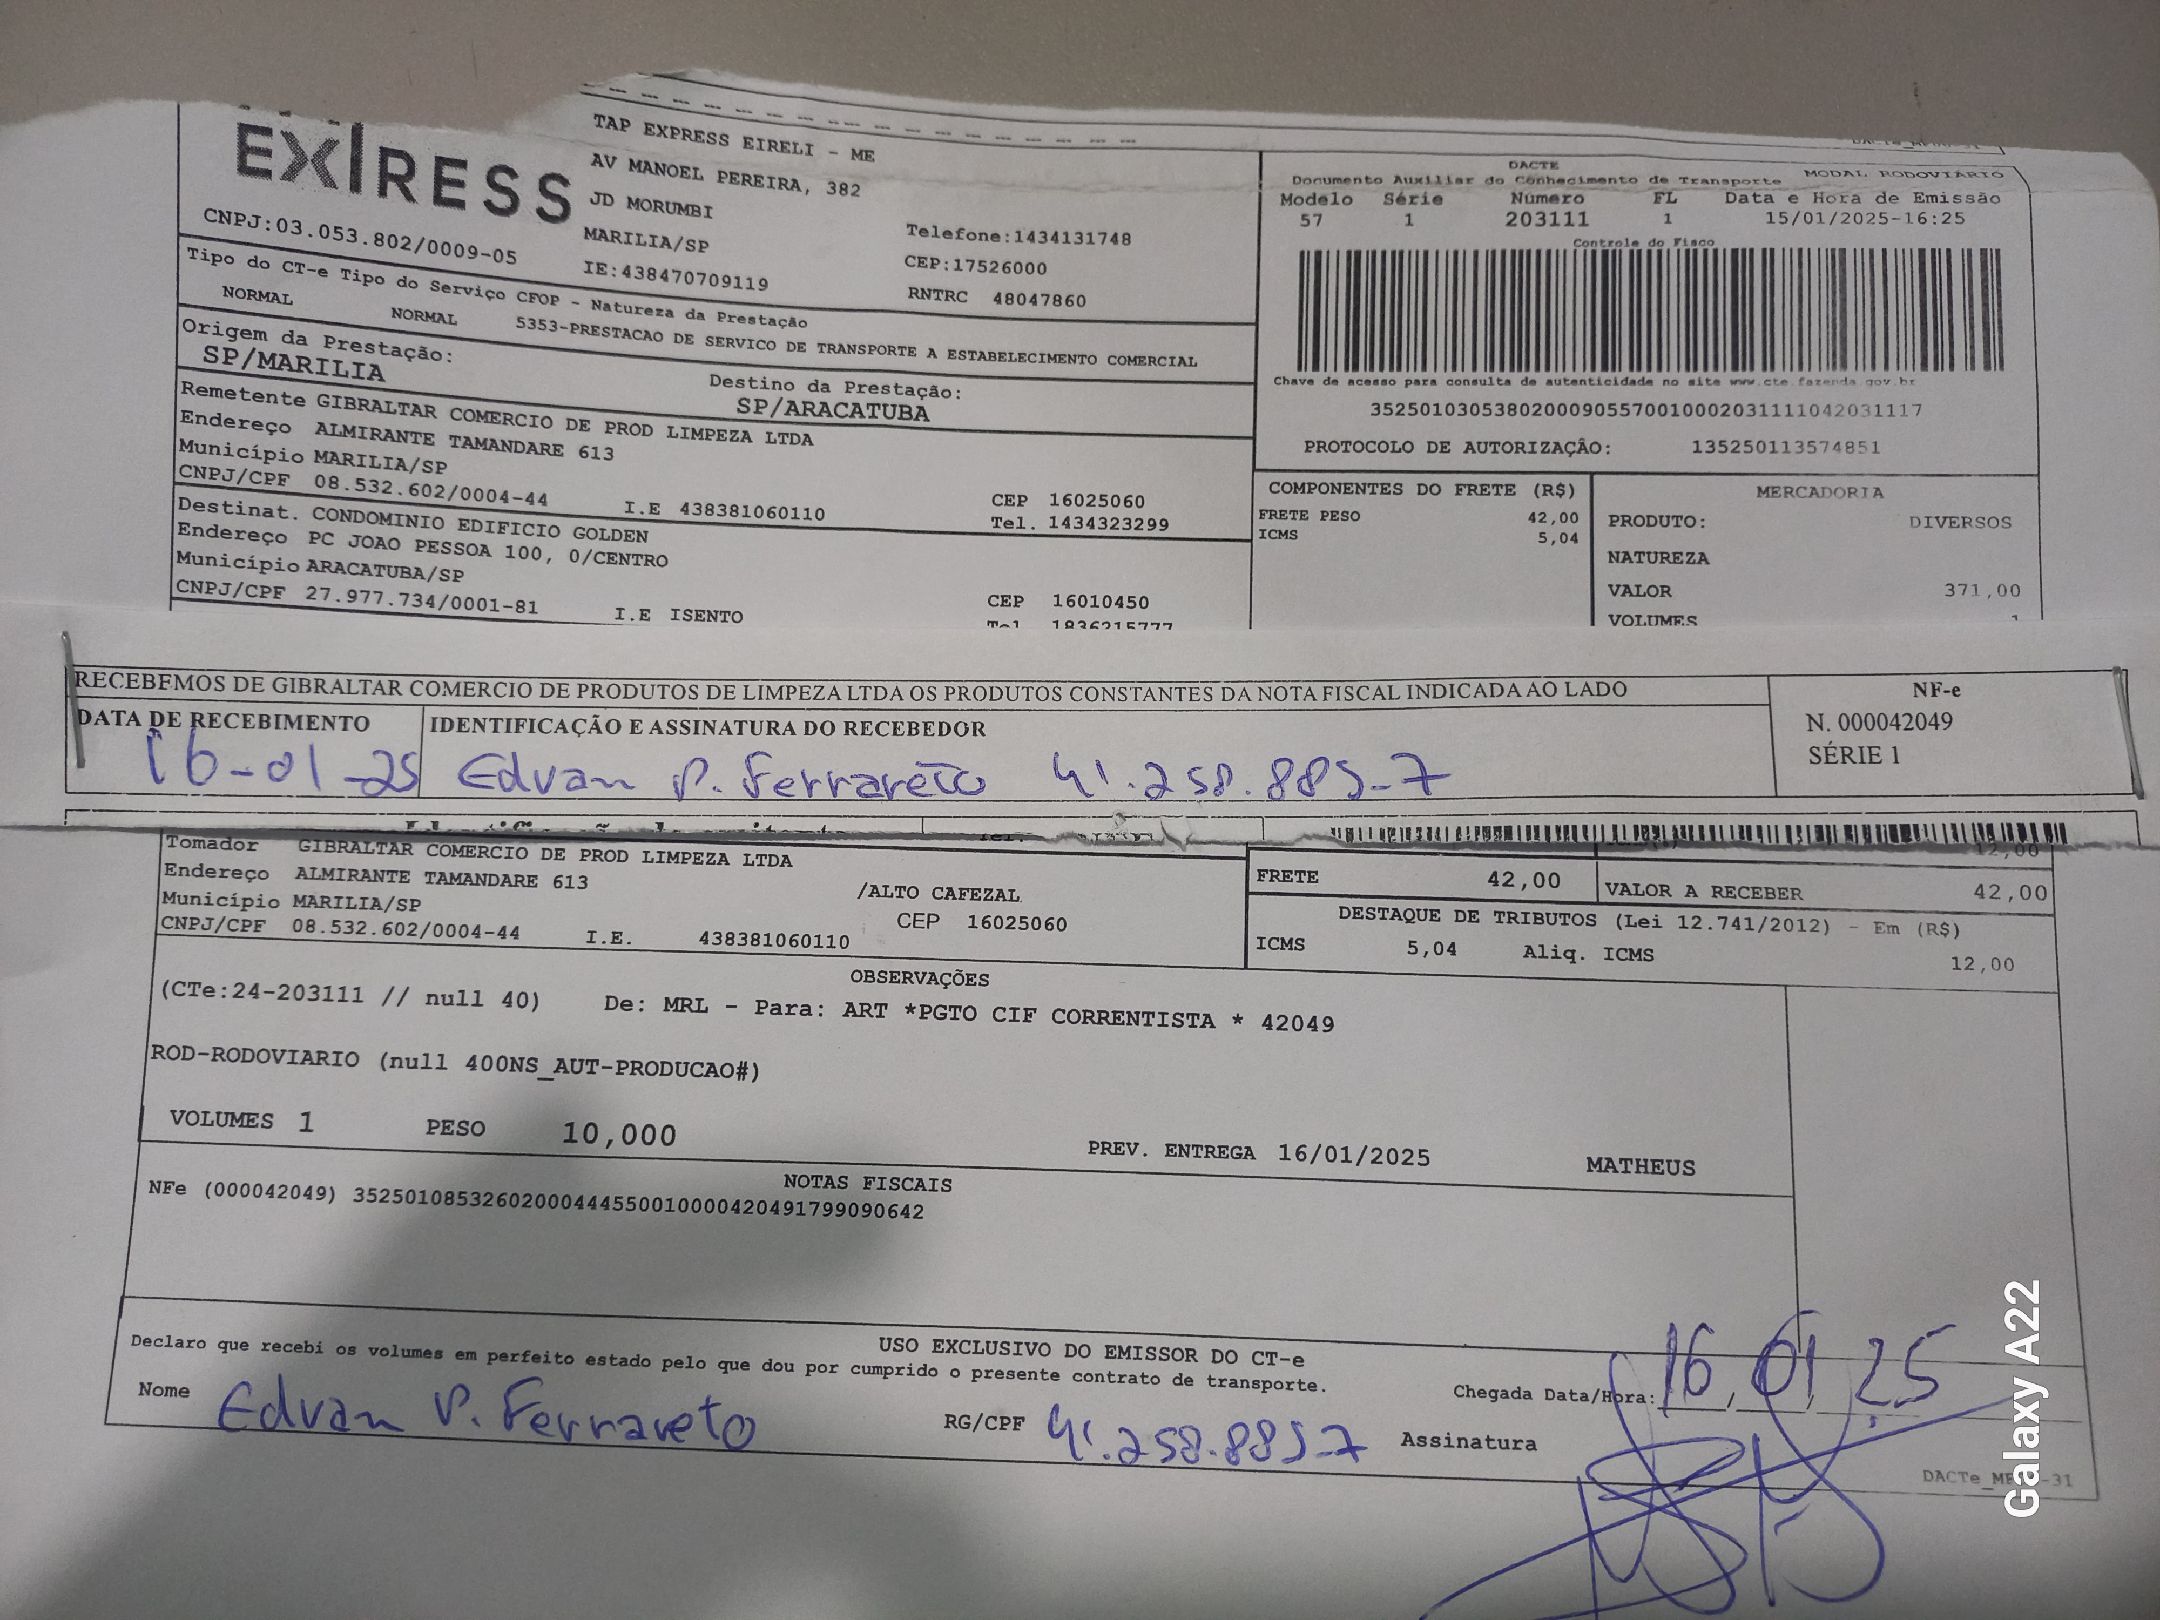 EXPRESS
CNPJ:03.053.802/0009-05
TAP EXPRESS EIRELI - ME
AV MANOEL PEREIRA, 382
JD MORUMBI
MARILIA/SP
IE:438470709119
Telefone:1434131748
CEP:17526000
RNTRC 48047860
DACTE
MODAL RODOVIÁRIO
Documento Auxiliar do Conhecimento de Transporte
Modelo Série Número FL Data e Hora de Emissão
57 1 203111 1 15/01/2025-16:25
Controle do Fisco
Chave de acesso para consulta de autenticidade no site www.cte.fazenda.gov.br
35250103053802000905570010002031111042031117
PROTOCOLO DE AUTORIZAÇÂO: 135250113574851
Tipo do CT-e Tipo do Serviço CFOP - Natureza da Prestação
NORMAL NORMAL 5353-PRESTACAO DE SERVICO DE TRANSPORTE A ESTABELECIMENTO COMERCIAL
Origem da Prestação: Destino da Prestação:
SP/MARILIA SP/ARACATUBA
Remetente GIBRALTAR COMERCIO DE PROD LIMPEZA LTDA
Endereço ALMIRANTE TAMANDARE 613
Município MARILIA/SP CEP 16025060
CNPJ/CPF 08.532.602/0004-44 I.E 438381060110 Tel. 1434323299
Destinat. CONDOMINIO EDIFICIO GOLDEN
Endereço PC JOAO PESSOA 100, 0/CENTRO
Município ARACATUBA/SP CEP 16010450
CNPJ/CPF 27.977.734/0001-81 I.E ISENTO Tel 1836215777
COMPONENTES DO FRETE (R$)
FRETE PESO 42,00
ICMS 5,04
MERCADORIA
PRODUTO: DIVERSOS
NATUREZA
VALOR 371,00
VOLUMES 1
RECEBEMOS DE GIBRALTAR COMERCIO DE PRODUTOS DE LIMPEZA LTDA OS PRODUTOS CONSTANTES DA NOTA FISCAL INDICADA AO LADO
DATA DE RECEBIMENTO IDENTIFICAÇÃO E ASSINATURA DO RECEBEDOR
16-01-25 Edvan P. Ferrareto 41.258.885-7
NF-e
N. 000042049
SÉRIE 1
Tomador GIBRALTAR COMERCIO DE PROD LIMPEZA LTDA
Endereço ALMIRANTE TAMANDARE 613 /ALTO CAFEZAL
Município MARILIA/SP CEP 16025060
CNPJ/CPF 08.532.602/0004-44 I.E. 438381060110
12,00
FRETE 42,00 VALOR A RECEBER 42,00
DESTAQUE DE TRIBUTOS (Lei 12.741/2012) - Em (R$)
ICMS 5,04 Aliq. ICMS 12,00
OBSERVAÇÕES
(CTe:24-203111 // null 40) De: MRL - Para: ART *PGTO CIF CORRENTISTA * 42049
ROD-RODOVIARIO (null 400NS_AUT-PRODUCAO#)
VOLUMES 1 PESO 10,000 PREV. ENTREGA 16/01/2025 MATHEUS
NOTAS FISCAIS
NFe (000042049) 35250108532602000444550010000420491799090642
USO EXCLUSIVO DO EMISSOR DO CT-e
Declaro que recebi os volumes em perfeito estado pelo que dou por cumprido o presente contrato de transporte.
Chegada Data/Hora: 16/01/25
Nome Edvan P. Ferrareto RG/CPF 41.258.885-7 Assinatura
Galaxy A22